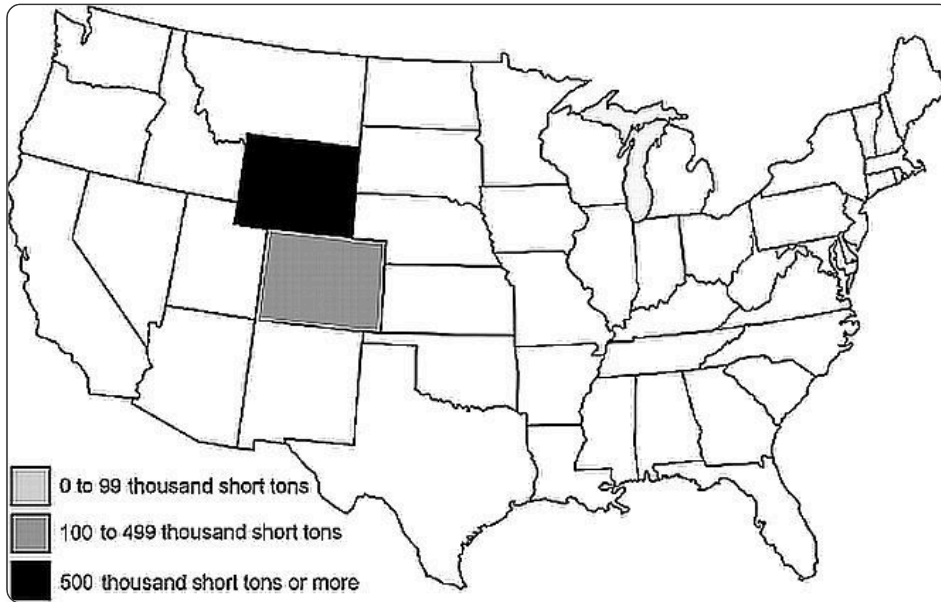 0 to 99 thousand short tons
100 to 499 thousand short tons
500 thousand short tons or more